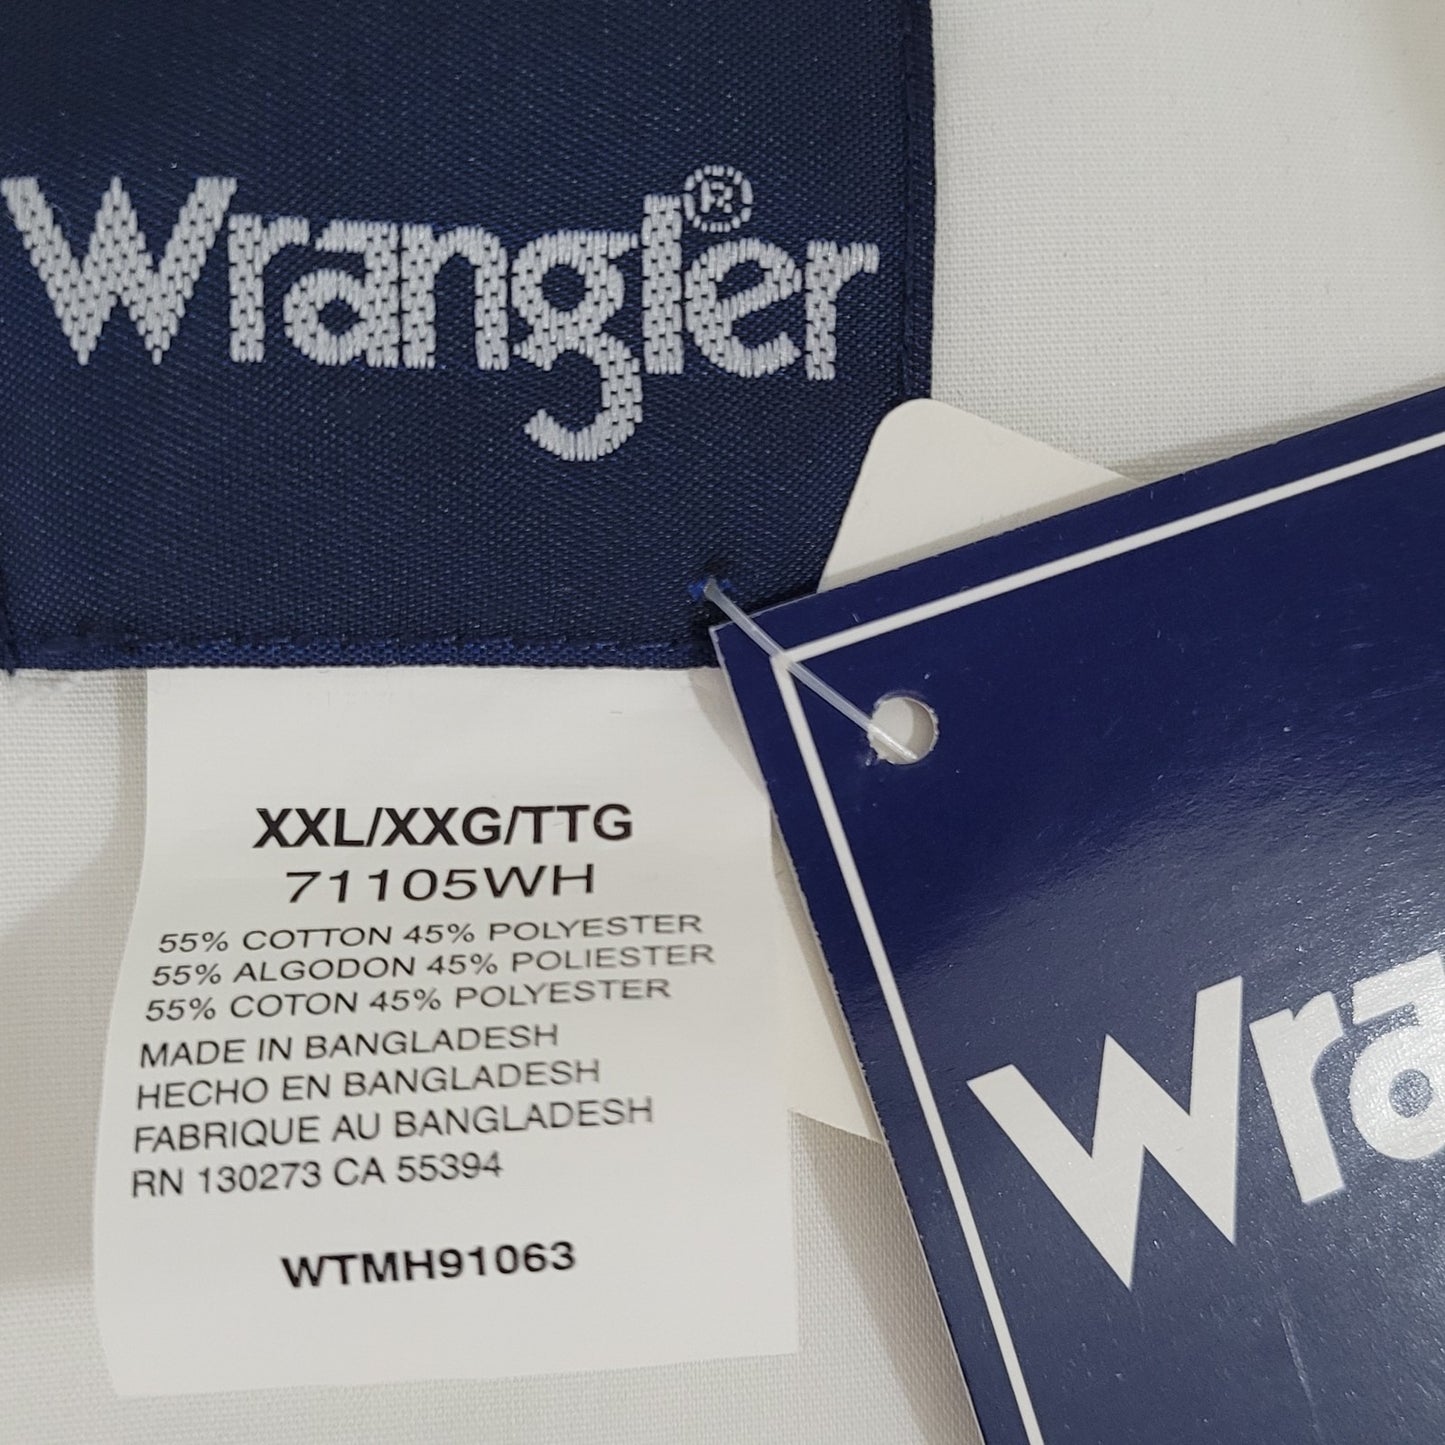 Wrangler®
XXL/XXG/TTG
71105WH
55% COTTON 45% POLYESTER
55% ALGODON 45% POLIESTER
55% COTON 45% POLYESTER
MADE IN BANGLADESH
HECHO EN BANGLADESH
FABRIQUE AU BANGLADESH
RN 130273 CA 55394
WTMH91063
Wra